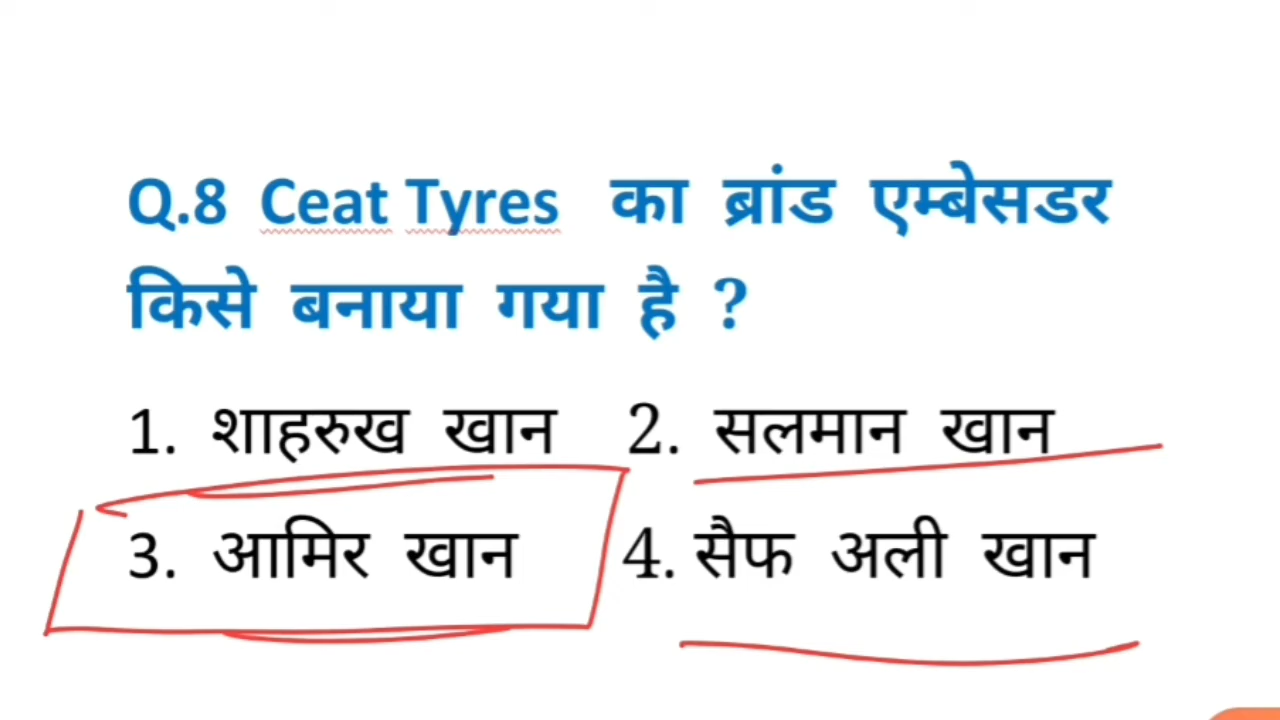 Q.8 Ceat Tyres का ब्रांड एम्बेसडर
किसे बनाया गया है ?
1. शाहरुख खान 2. सलमान खान
3. आमिर खान 4. सैफ अली खान